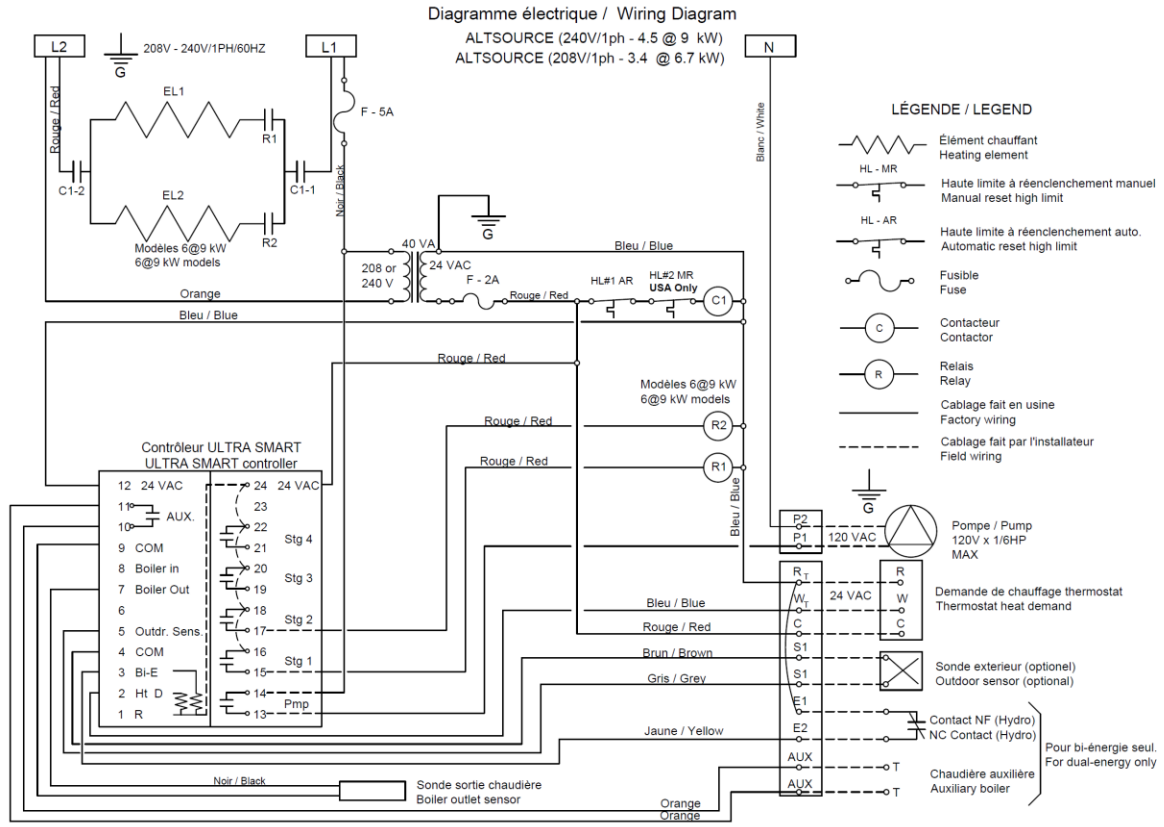 Diagramme électrique / Wiring Diagram
ALTSOURCE (240V/1ph - 4.5 @ 9 kW)
ALTSOURCE (208V/1ph - 3.4 @ 6.7 kW)
L2
G
208V - 240V/1PH/60HZ
L1
N
Rouge / Red
EL1
R1
F - 5A
C1-2
C1-1
EL2
R2
Modèles 6@9 kW
6@9 kW models
Noir / Black
Blanc / White
G
40 VA
Bleu / Blue
208 or
240 V
24 VAC
F - 2A
Rouge / Red
HL#1 AR
HL#2 MR
USA Only
C1
Orange
Bleu / Blue
Rouge / Red
Modèles 6@9 kW
6@9 kW models
Rouge / Red
R2
Rouge / Red
R1
Bleu / Blue
LÉGENDE / LEGEND
Élément chauffant
Heating element
HL - MR
Haute limite à réenclenchement manuel
Manual reset high limit
HL - AR
Haute limite à réenclenchement auto.
Automatic reset high limit
Fusible
Fuse
C
Contacteur
Contactor
R
Relais
Relay
Cablage fait en usine
Factory wiring
Cablage fait par l'installateur
Field wiring
Contrôleur ULTRA SMART
ULTRA SMART controller
12 24 VAC
11
AUX.
10
9 COM
8 Boiler in
7 Boiler Out
6
5 Outdr. Sens.
4 COM
3 Bi-E
2 Ht D
1 R
24 24 VAC
23
22
Stg 4
21
20
Stg 3
19
18
Stg 2
17
16
Stg 1
15
14
Pmp
13
G
P2
P1
120 VAC
Pompe / Pump
120V x 1/6HP
MAX
RT
WT
C
S1
S1
E1
E2
AUX
AUX
24 VAC
R
W
C
Demande de chauffage thermostat
Thermostat heat demand
Bleu / Blue
Rouge / Red
Brun / Brown
Gris / Grey
Sonde exterieur (optionel)
Outdoor sensor (optional)
Jaune / Yellow
Contact NF (Hydro)
NC Contact (Hydro)
T
Chaudière auxilière
Auxiliary boiler
T
Pour bi-énergie seul.
For dual-energy only
Noir / Black
Sonde sortie chaudière
Boiler outlet sensor
Orange
Orange